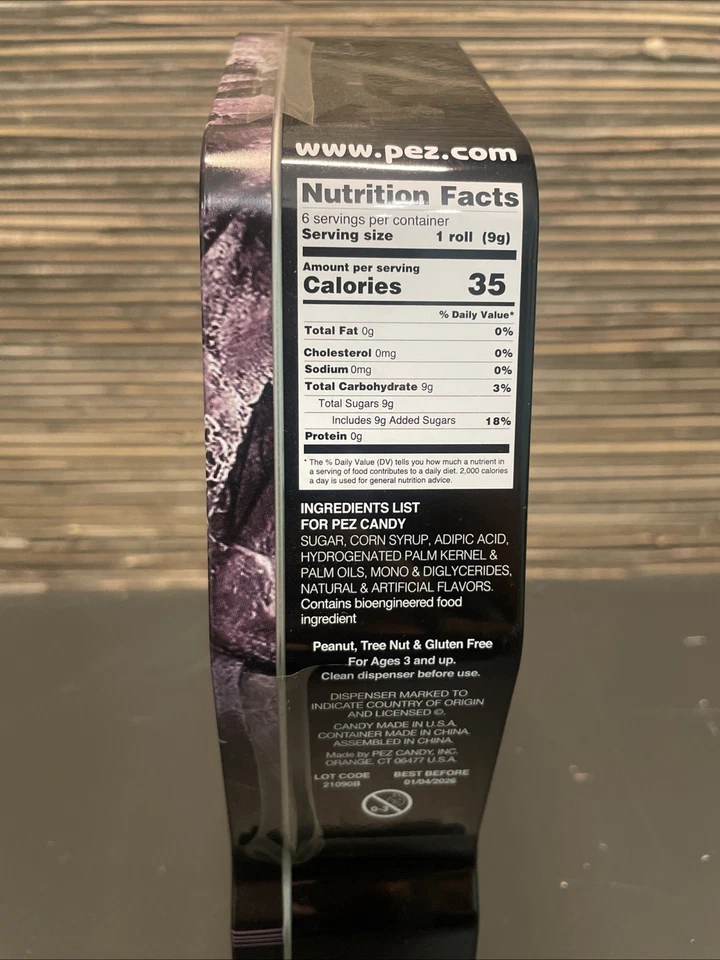 www.pez.com
Nutrition Facts
6 servings per container
Serving size 1 roll (9g)
Amount per serving
Calories 35
% Daily Value*
Total Fat 0g 0%
Cholesterol 0mg 0%
Sodium 0mg 0%
Total Carbohydrate 9g 3%
Total Sugars 9g
Includes 9g Added Sugars 18%
Protein 0g
* The % Daily Value (DV) tells you how much a nutrient in
a serving of food contributes to a daily diet. 2,000 calories
a day is used for general nutrition advice.
INGREDIENTS LIST
FOR PEZ CANDY
SUGAR, CORN SYRUP, ADIPIC ACID,
HYDROGENATED PALM KERNEL &
PALM OILS, MONO & DIGLYCERIDES,
NATURAL & ARTIFICIAL FLAVORS.
Contains bioengineered food
ingredient
Peanut, Tree Nut & Gluten Free
For Ages 3 and up.
Clean dispenser before use.
DISPENSER MARKED TO
INDICATE COUNTRY OF ORIGIN
AND LICENSED ©.
CANDY MADE IN U.S.A.
CONTAINER MADE IN CHINA.
ASSEMBLED IN CHINA.
Made by PEZ CANDY, INC.
ORANGE, CT 06477 U.S.A.
LOT CODE BEST BEFORE
21090B 01/04/2026
0-3